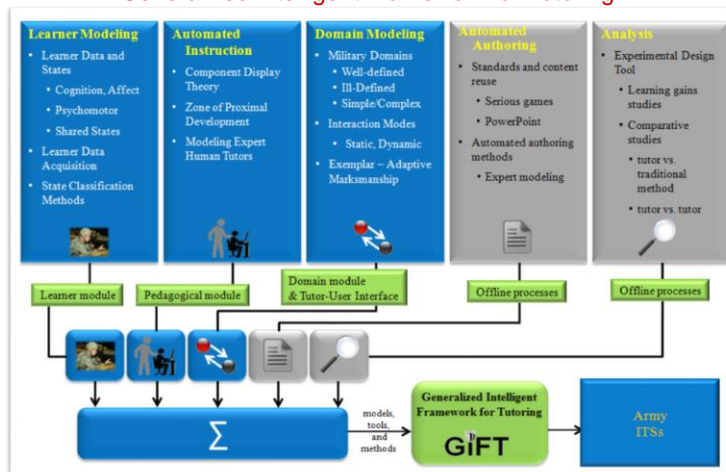 Learner Modeling
• Learner Data and
States
• Cognition, Affect
• Psychomotor
• Shared States
• Learner Data
Acquisition
• State Classification
Methods
Automated
Instruction
• Component Display
Theory
• Zone of Proximal
Development
• Modeling Expert
Human Tutors
Domain Modeling
• Military Domains
• Well-defined
• Ill-Defined
• Simple/Complex
• Interaction Modes
• Static, Dynamic
• Exemplar – Adaptive
Marksmanship
Automated
Authoring
• Standards and content
reuse
• Serious games
• PowerPoint
• Automated authoring
methods
• Expert modeling
Analysis
• Experimental Design
Tool
• Learning gains
studies
• Comparative
studies
• tutor vs.
traditional
method
• tutor vs. tutor
Learner module
Pedagogical module
Domain module
& Tutor-User Interface
Offline processes
Offline processes
Σ
models,
tools,
and
methods
Generalized Intelligent
Framework for Tutoring
GIFT
Army
ITSs